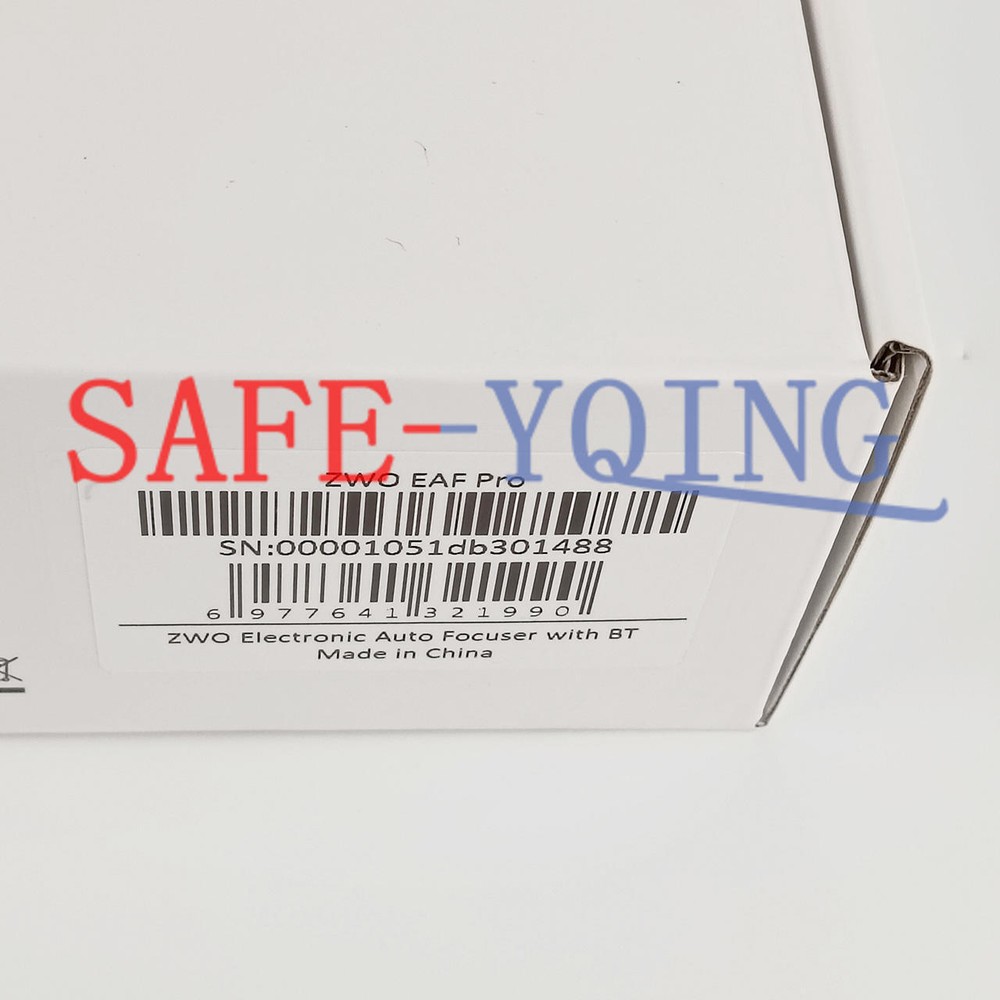 SAFE-YQING
ZWO EAF Pro
SN:00001051db301488
6 977641 321990
ZWO Electronic Auto Focuser with BT
Made in China